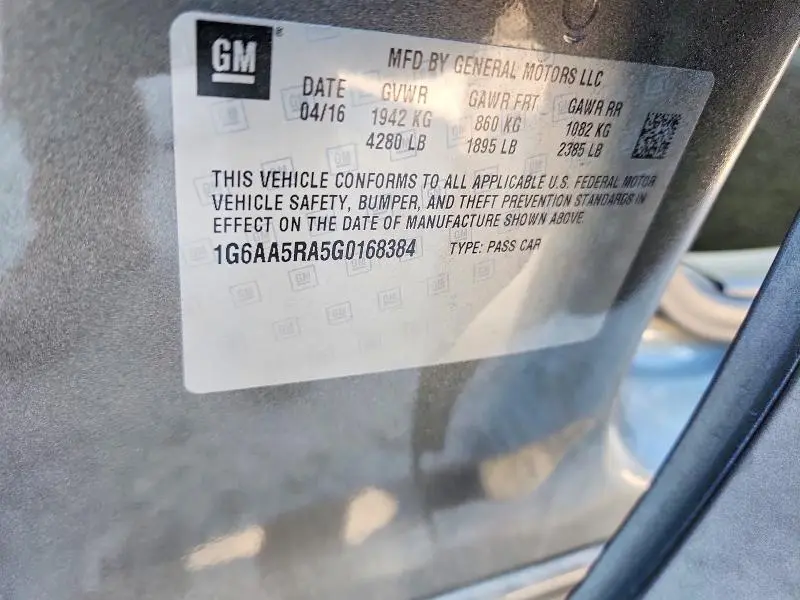 GM
MFD BY GENERAL MOTORS LLC
DATE GVWR GAWR FRT GAWR RR
04/16 1942 KG 860 KG 1082 KG
4280 LB 1895 LB 2385 LB
THIS VEHICLE CONFORMS TO ALL APPLICABLE U.S. FEDERAL MOTOR
VEHICLE SAFETY, BUMPER, AND THEFT PREVENTION STANDARDS IN
EFFECT ON THE DATE OF MANUFACTURE SHOWN ABOVE.
1G6AA5RA5G0168384 TYPE: PASS CAR